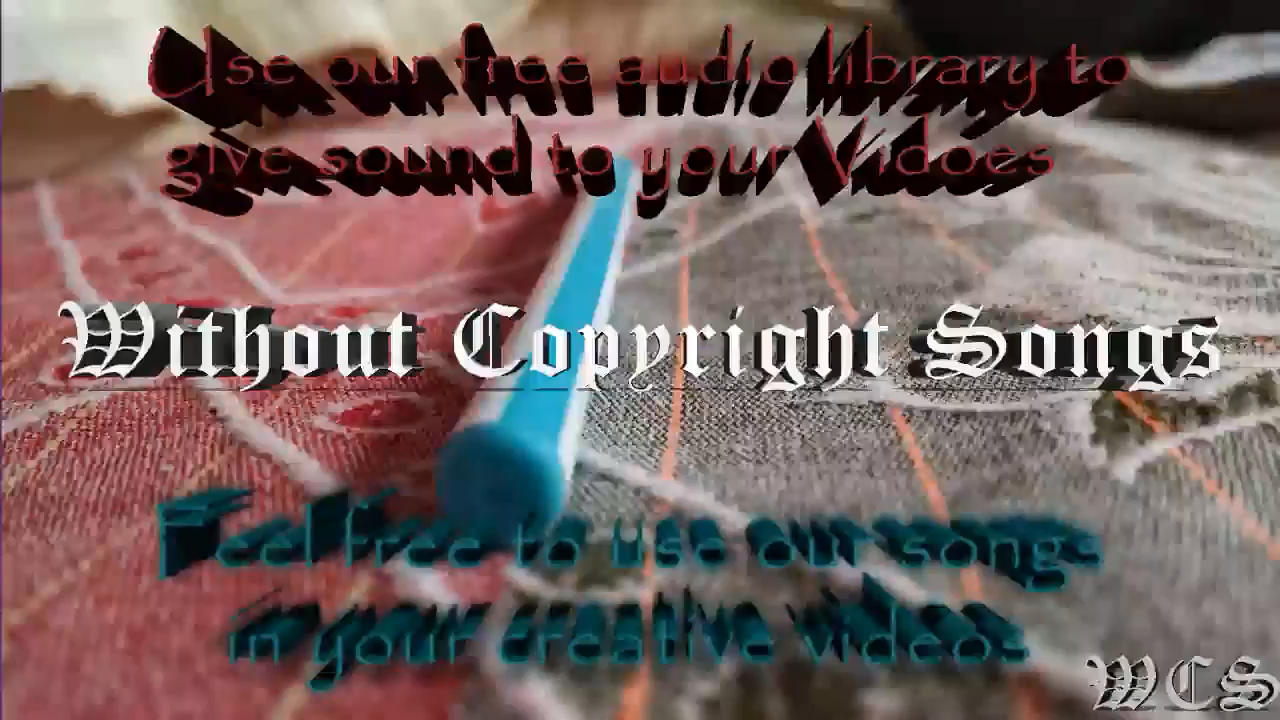 Use our free audio library to
give sound to your Vidoes
Without Copyright Songs
Feel free to use our songs
in your creative videos
WCS